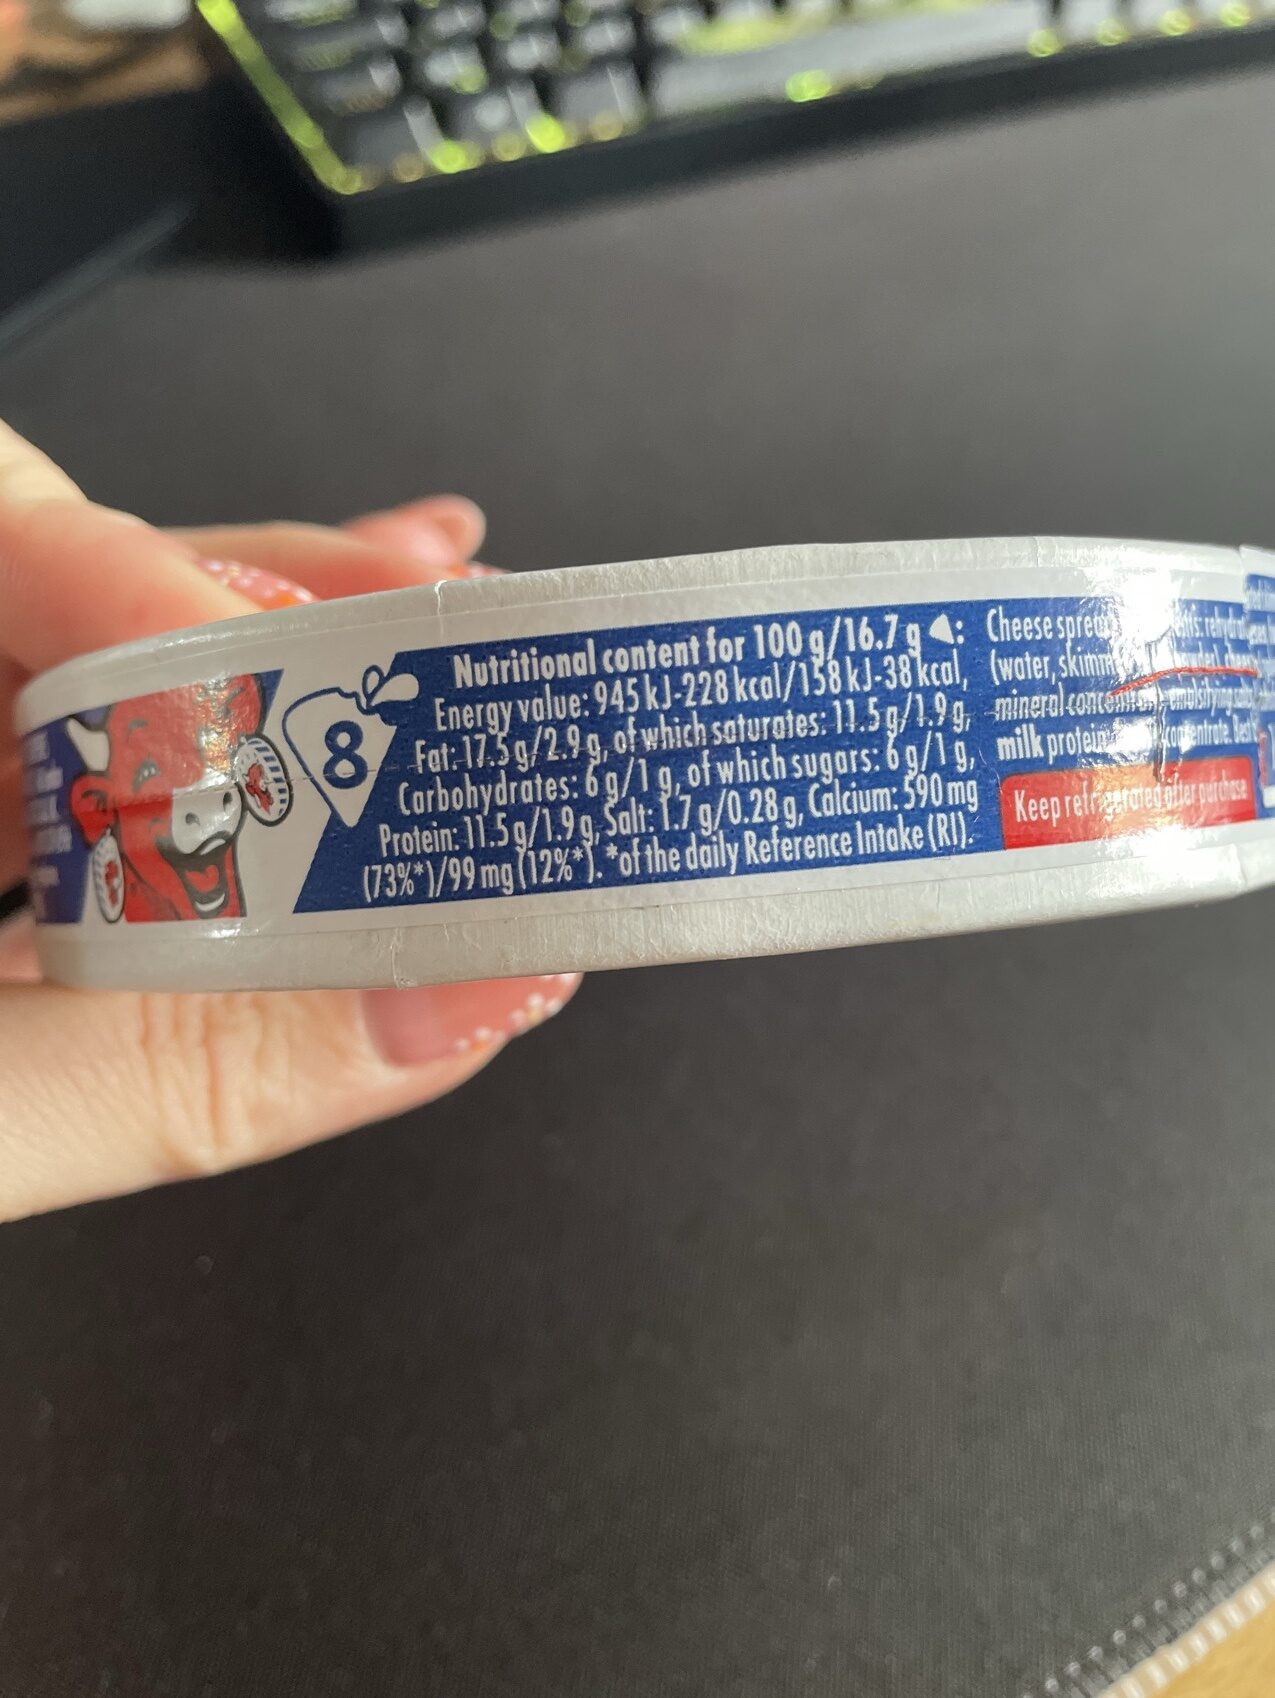 8
Nutritional content for 100 g/16.7 g :
Energy value: 945 kJ-228 kcal/158 kJ-38 kcal,
Fat: 17.5 g/2.9 g, of which saturates: 11.5 g/1.9 g,
Carbohydrates: 6 g/1 g, of which sugars: 6 g/1 g,
Protein: 11.5 g/1.9 g, Salt: 1.7 g/0.28 g, Calcium: 590 mg
(73%*)/99 mg (12%*). *of the daily Reference Intake (RI).
Cheese
(water,
mineral emulsifying
milk protein concentrate.
Keep refrigerated after purchase